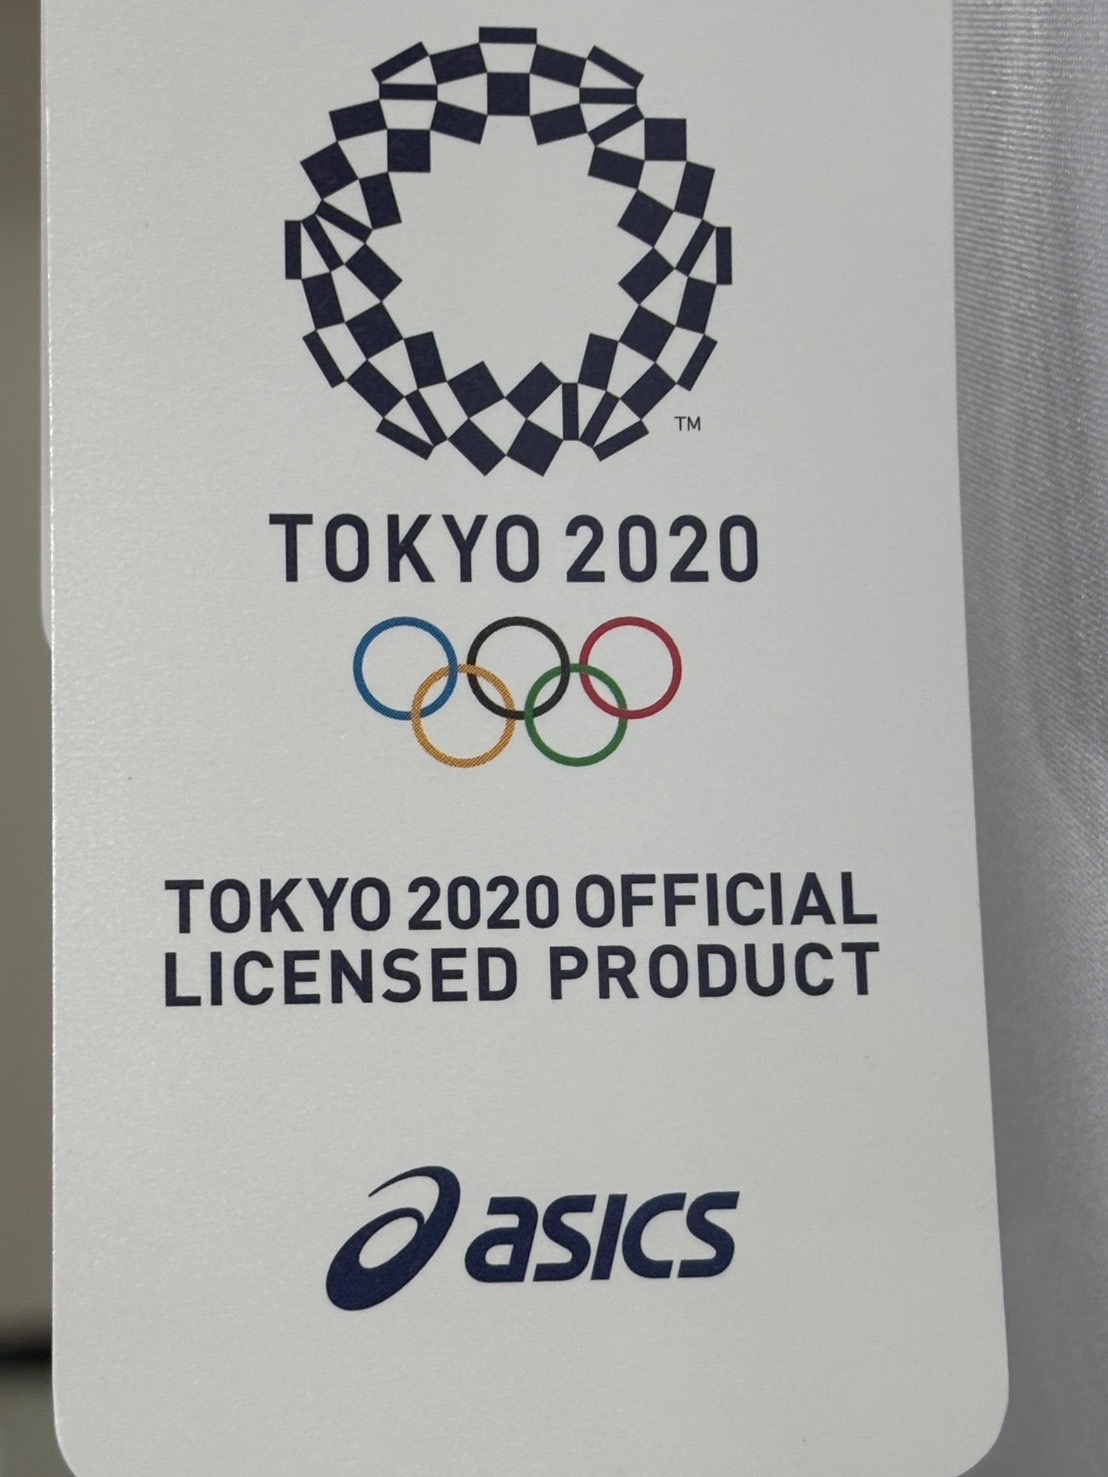 TM
TOKYO 2020
TOKYO 2020 OFFICIAL
LICENSED PRODUCT
asics